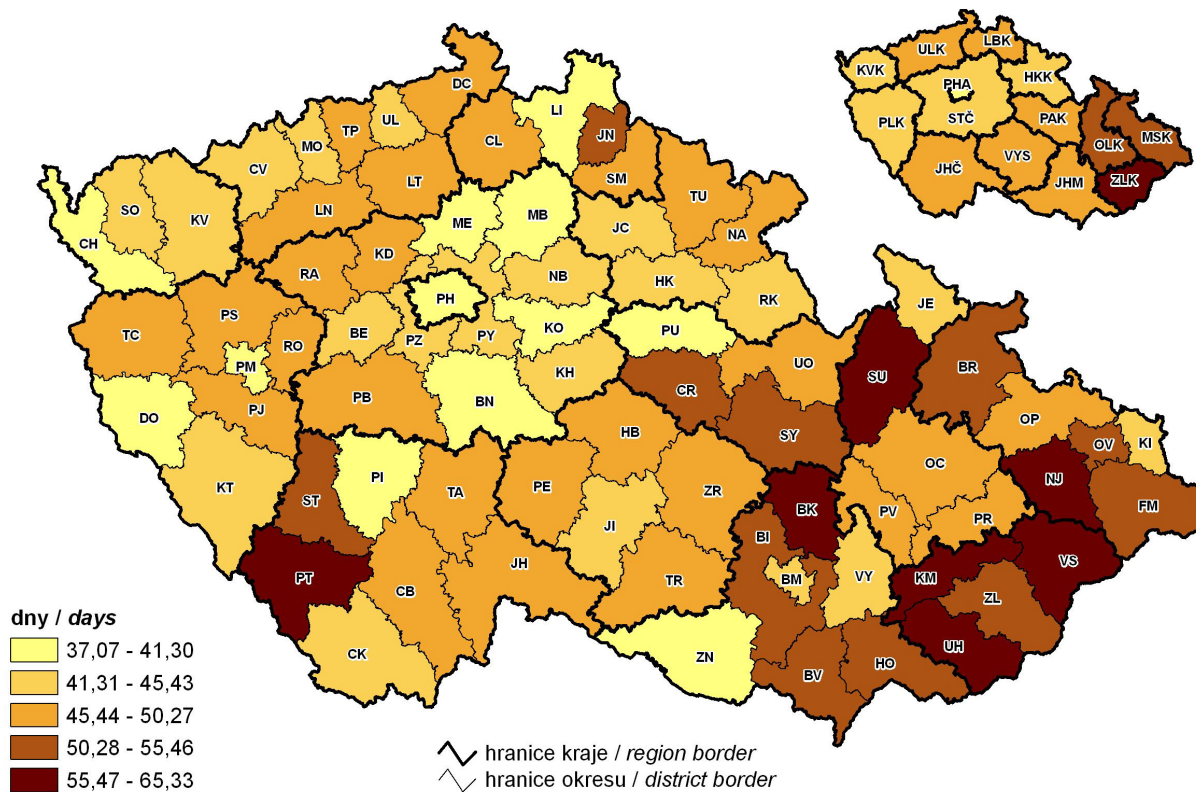 DC
LI
UL
TP
JN
MO
CL
CV
SM
LT
TU
SO
KV
LN
ME
MB
JC
NA
CH
KD
RA
NB
HK
JE
PH
RK
PS
KO
PU
TC
BE
RO
PZ
PY
UO
BR
PM
KH
SU
CR
PB
BN
OP
DO
PJ
HB
SY
OV
KI
OC
PI
NJ
KT
ST
TA
PE
ZR
BK
FM
PV
PR
JI
BI
JH
BM
VY
VS
PT
KM
TR
CB
ZL
UH
CK
ZN
HO
BV
LBK
ULK
KVK
HKK
PHA
STČ
PLK
PAK
MSK
OLK
VYS
JHČ
JHM
ZLK
dny / days
37,07 - 41,30
41,31 - 45,43
45,44 - 50,27
50,28 - 55,46
55,47 - 65,33
hranice kraje / region border
hranice okresu / district border